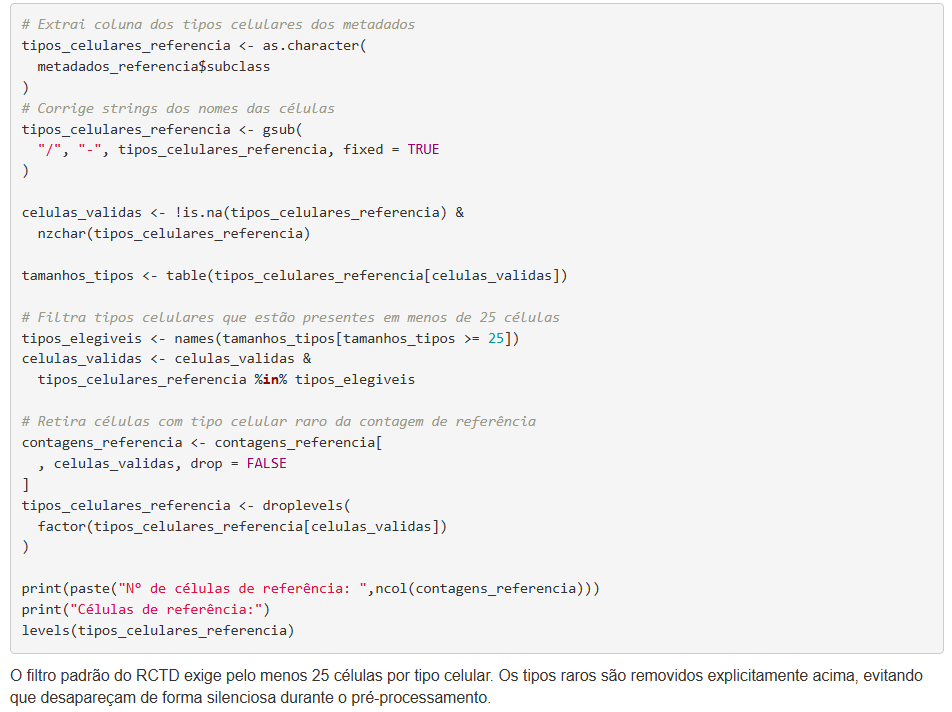 # Extrai coluna dos tipos celulares dos metadados
tipos_celulares_referencia <- as.character(
  metadados_referencia$subclass
)
# Corrige strings dos nomes das células
tipos_celulares_referencia <- gsub(
  "/", "-", tipos_celulares_referencia, fixed = TRUE
)

celulas_validas <- !is.na(tipos_celulares_referencia) &
  nzchar(tipos_celulares_referencia)

tamanhos_tipos <- table(tipos_celulares_referencia[celulas_validas])

# Filtra tipos celulares que estão presentes em menos de 25 células
tipos_elegiveis <- names(tamanhos_tipos[tamanhos_tipos >= 25])
celulas_validas <- celulas_validas &
  tipos_celulares_referencia %in% tipos_elegiveis

# Retira células com tipo celular raro da contagem de referência
contagens_referencia <- contagens_referencia[
  , celulas_validas, drop = FALSE
]
tipos_celulares_referencia <- droplevels(
  factor(tipos_celulares_referencia[celulas_validas])
)

print(paste("Nº de células de referência: ",ncol(contagens_referencia)))
print("Células de referência:")
levels(tipos_celulares_referencia)
O filtro padrão do RCTD exige pelo menos 25 células por tipo celular. Os tipos raros são removidos explicitamente acima, evitando
que desapareçam de forma silenciosa durante o pré-processamento.